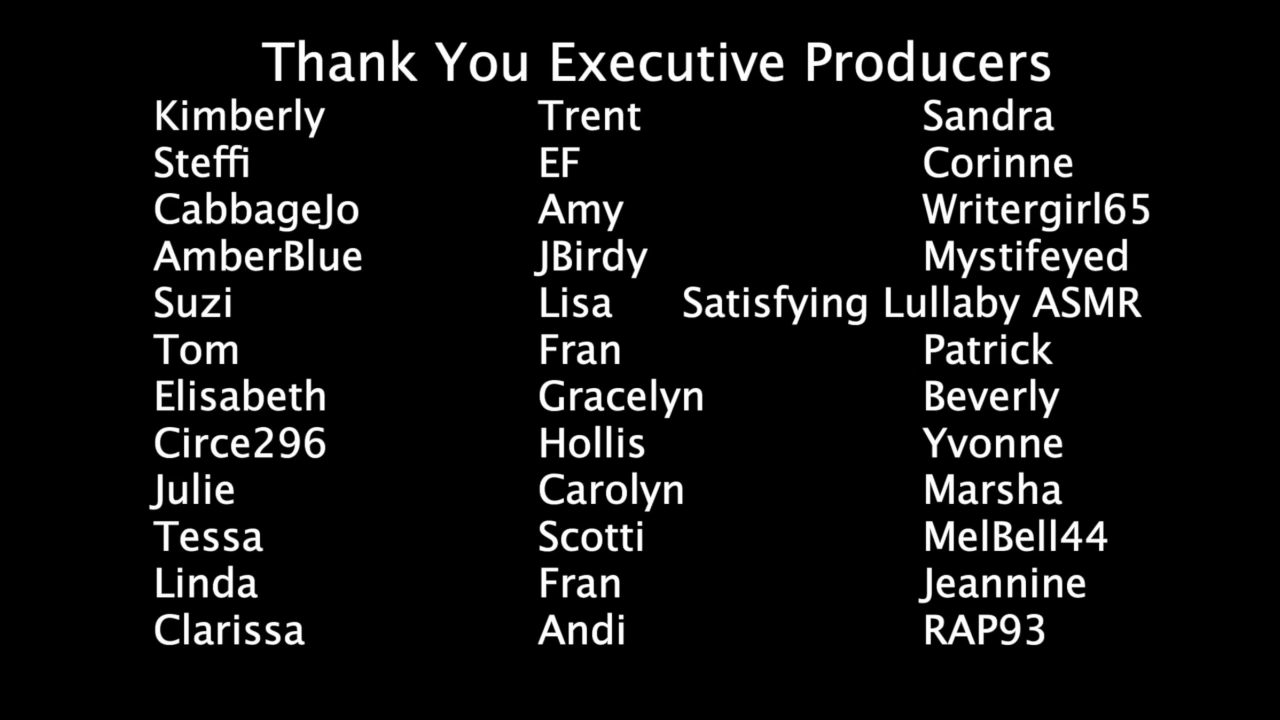 Thank You Executive Producers
Kimberly Trent Sandra
Steffi EF Corinne
CabbageJo Amy Writergirl65
AmberBlue JBirdy Mystifeyed
Suzi Lisa Satisfying Lullaby ASMR
Tom Fran Patrick
Elisabeth Gracelyn Beverly
Circe296 Hollis Yvonne
Julie Carolyn Marsha
Tessa Scotti MelBell44
Linda Fran Jeannine
Clarissa Andi RAP93